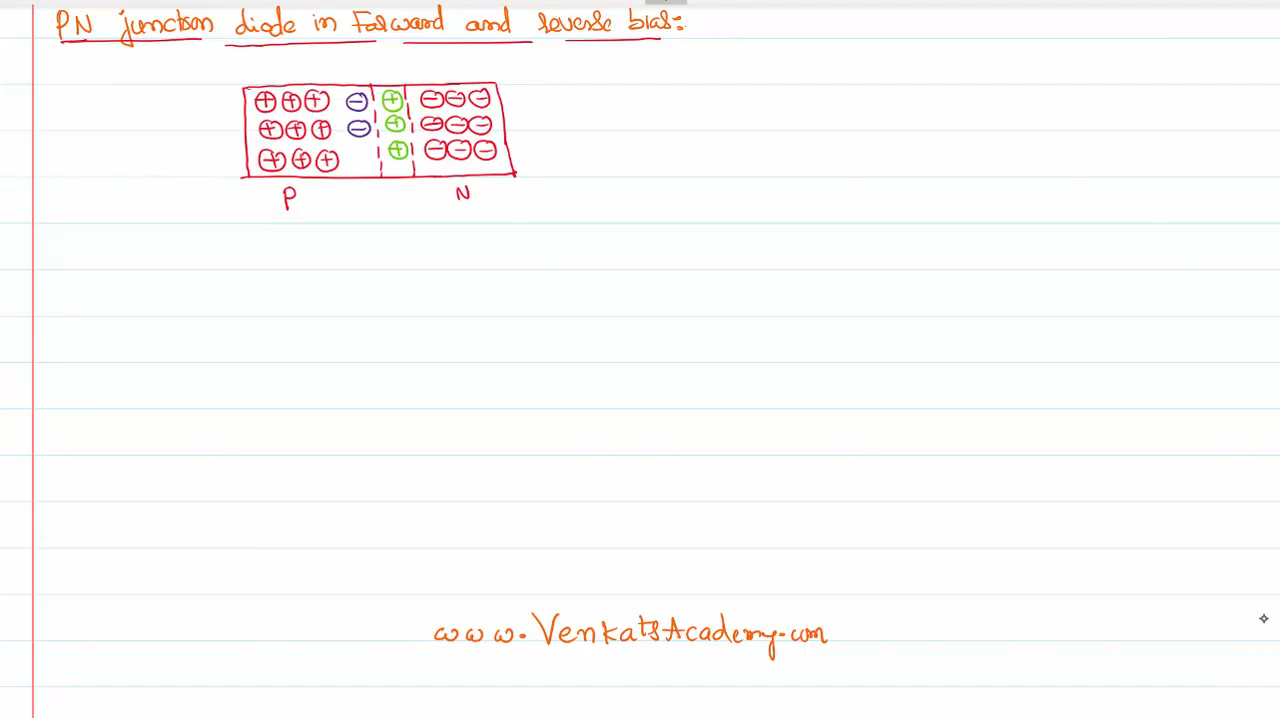 PN junction diode in Forward and reverse bias:
⊕ ⊕ ⊕ ⊖ ⊕ ⊖ ⊖ ⊖
⊕ ⊕ ⊕ ⊖ ⊕ ⊖ ⊖ ⊖
⊕ ⊕ ⊕ ⊕ ⊖ ⊖ ⊖
P N
www.VenkatsAcademy.com